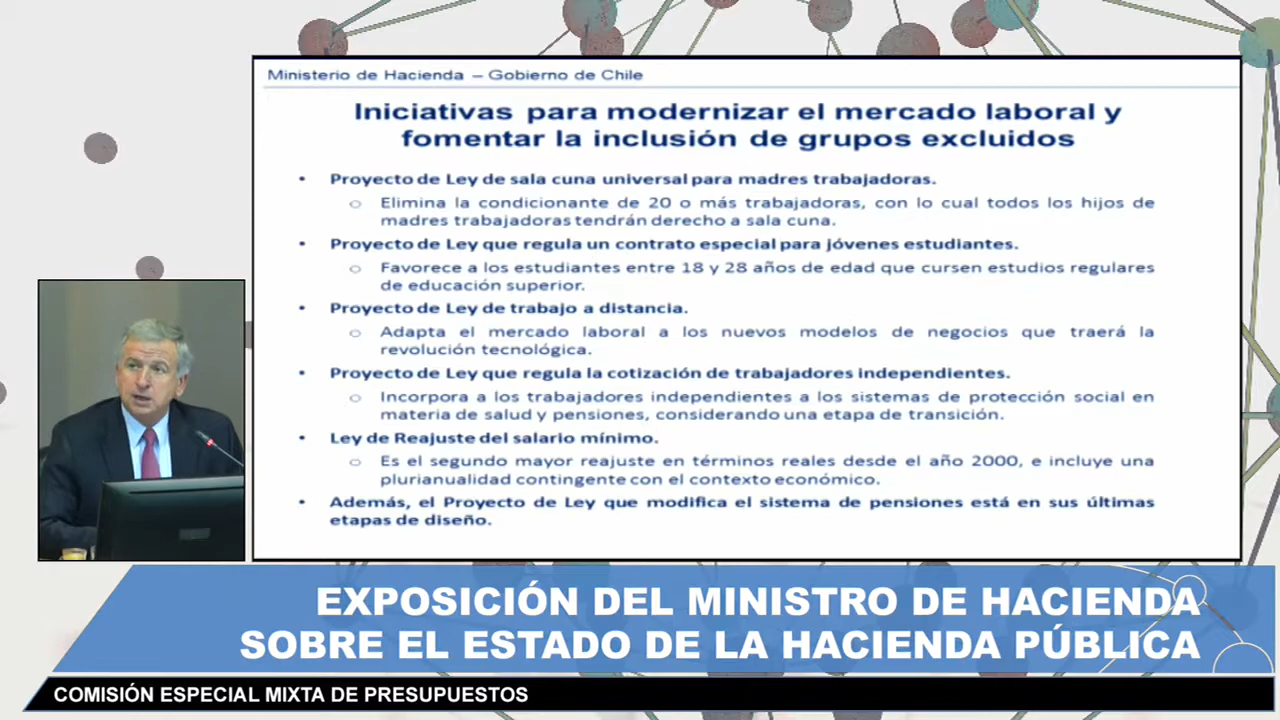 Ministerio de Hacienda – Gobierno de Chile
Iniciativas para modernizar el mercado laboral y
fomentar la inclusión de grupos excluidos
• Proyecto de Ley de sala cuna universal para madres trabajadoras.
o Elimina la condicionante de 20 o más trabajadoras, con lo cual todos los hijos de
madres trabajadoras tendrán derecho a sala cuna.
• Proyecto de Ley que regula un contrato especial para jóvenes estudiantes.
o Favorece a los estudiantes entre 18 y 28 años de edad que cursen estudios regulares
de educación superior.
• Proyecto de Ley de trabajo a distancia.
o Adapta el mercado laboral a los nuevos modelos de negocios que traerá la
revolución tecnológica.
• Proyecto de Ley que regula la cotización de trabajadores independientes.
o Incorpora a los trabajadores independientes a los sistemas de protección social en
materia de salud y pensiones, considerando una etapa de transición.
• Ley de Reajuste del salario mínimo.
o Es el segundo mayor reajuste en términos reales desde el año 2000, e incluye una
plurianualidad contingente con el contexto económico.
• Además, el Proyecto de Ley que modifica el sistema de pensiones está en sus últimas
etapas de diseño.
EXPOSICIÓN DEL MINISTRO DE HACIENDA
SOBRE EL ESTADO DE LA HACIENDA PÚBLICA
COMISIÓN ESPECIAL MIXTA DE PRESUPUESTOS